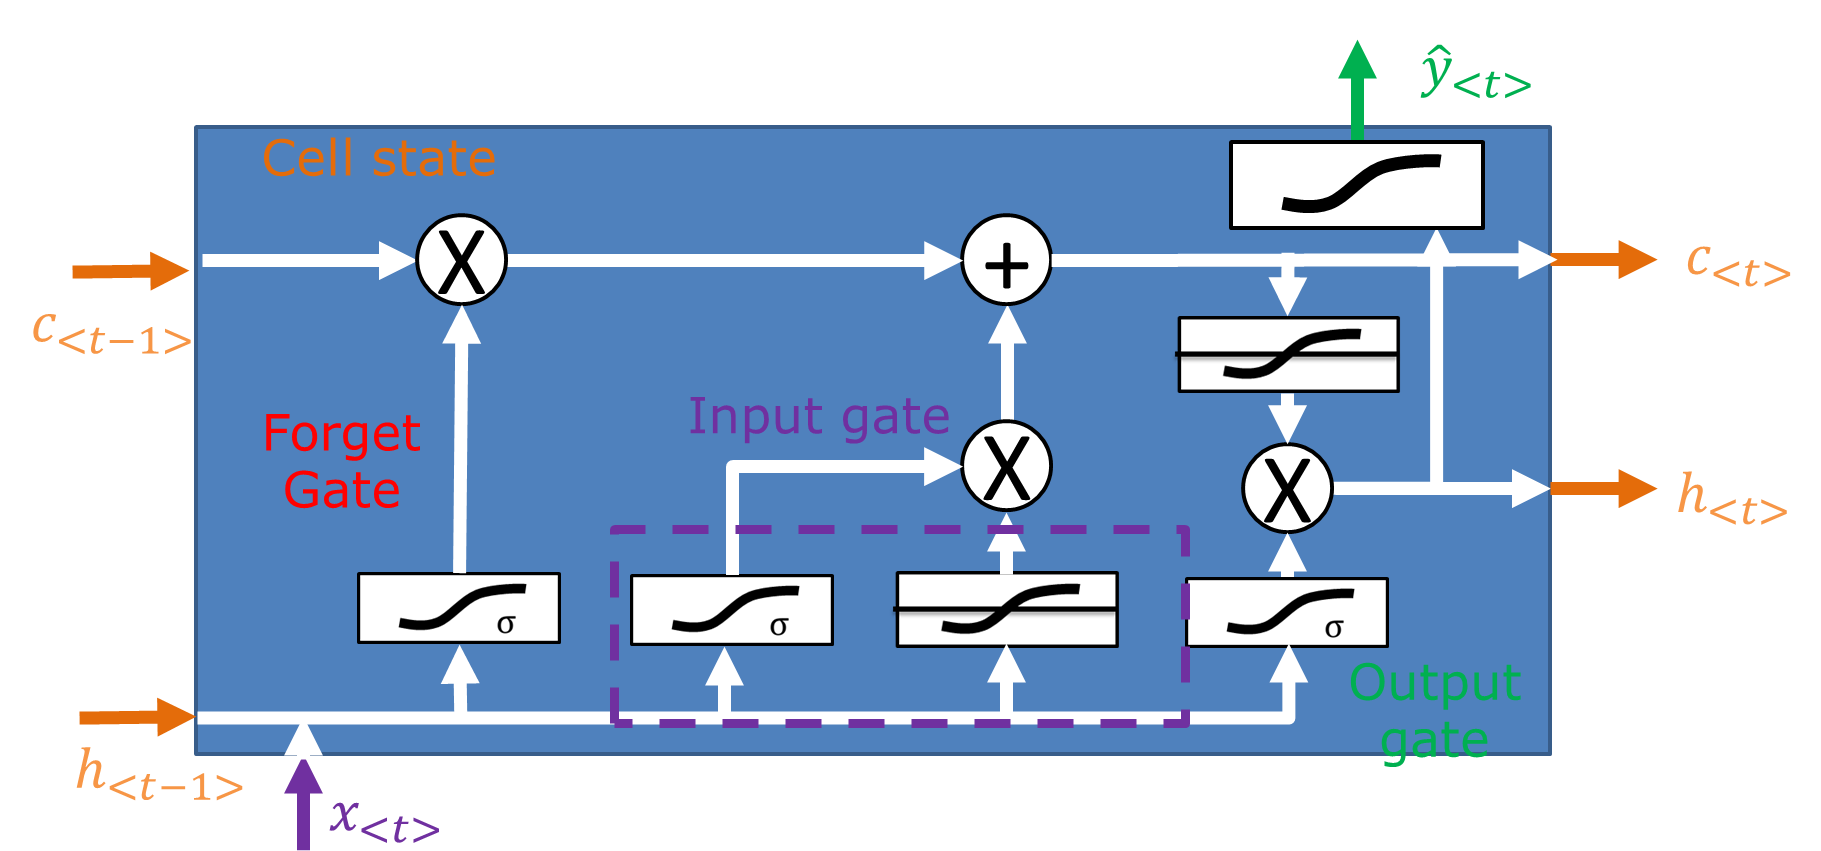 ŷ<t>
Cell state
X
+
c<t>
c<t−1>
Forget
Gate
Input gate
X
X
h<t>
σ
σ
σ
Output
gate
h<t−1>
x<t>